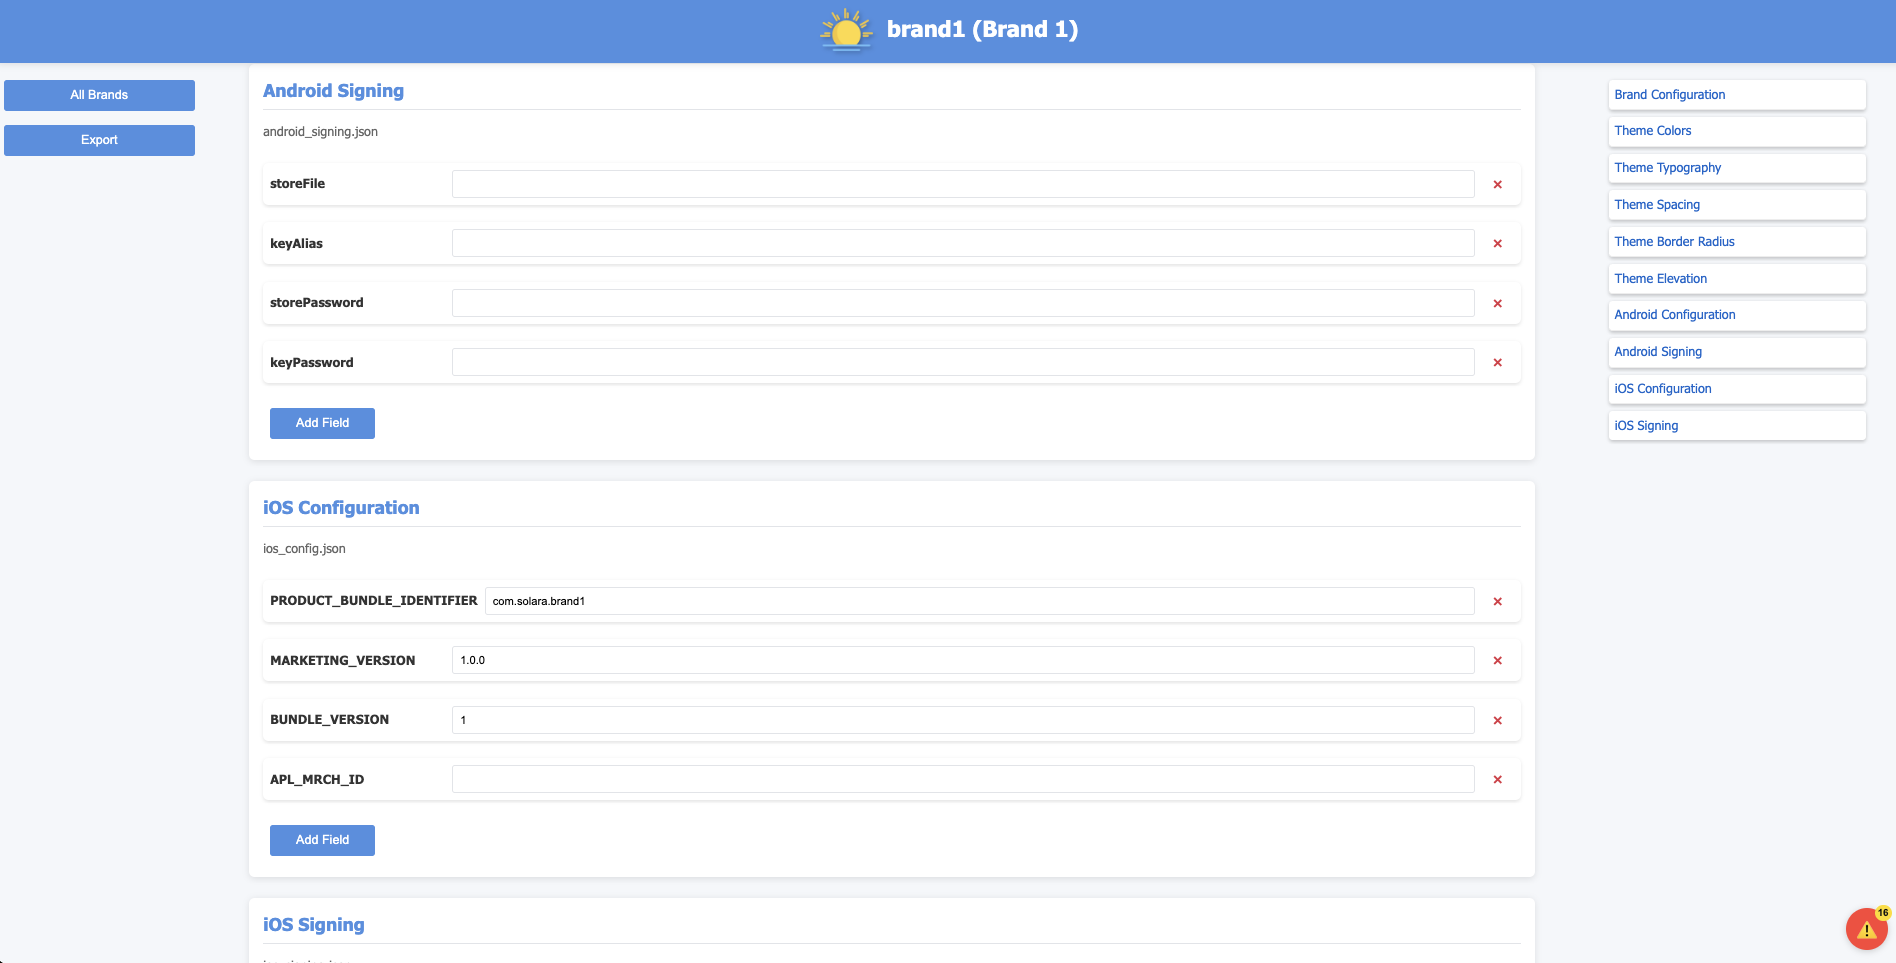 brand1 (Brand 1)
All Brands
Export
Android Signing
android_signing.json
storeFile
×
keyAlias
×
storePassword
×
keyPassword
×
Add Field
iOS Configuration
ios_config.json
PRODUCT_BUNDLE_IDENTIFIER com.solara.brand1 ×
MARKETING_VERSION 1.0.0 ×
BUNDLE_VERSION 1 ×
APL_MRCH_ID ×
Add Field
iOS Signing
Brand Configuration
Theme Colors
Theme Typography
Theme Spacing
Theme Border Radius
Theme Elevation
Android Configuration
Android Signing
iOS Configuration
iOS Signing
16